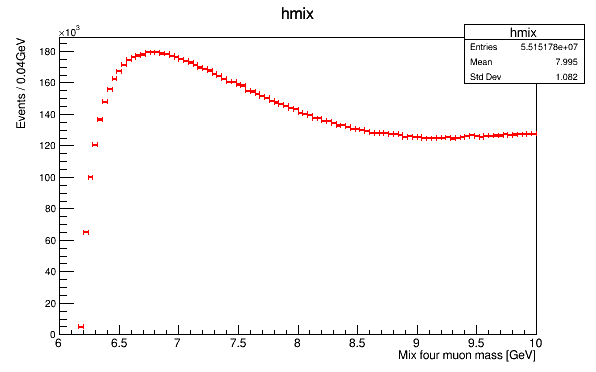 hmix
×10³
hmix
Entries 5.515178e+07
Mean 7.995
Std Dev 1.082
Events / 0.04GeV
180
160
140
120
100
80
60
40
20
0
6 6.5 7 7.5 8 8.5 9 9.5 10
Mix four muon mass [GeV]